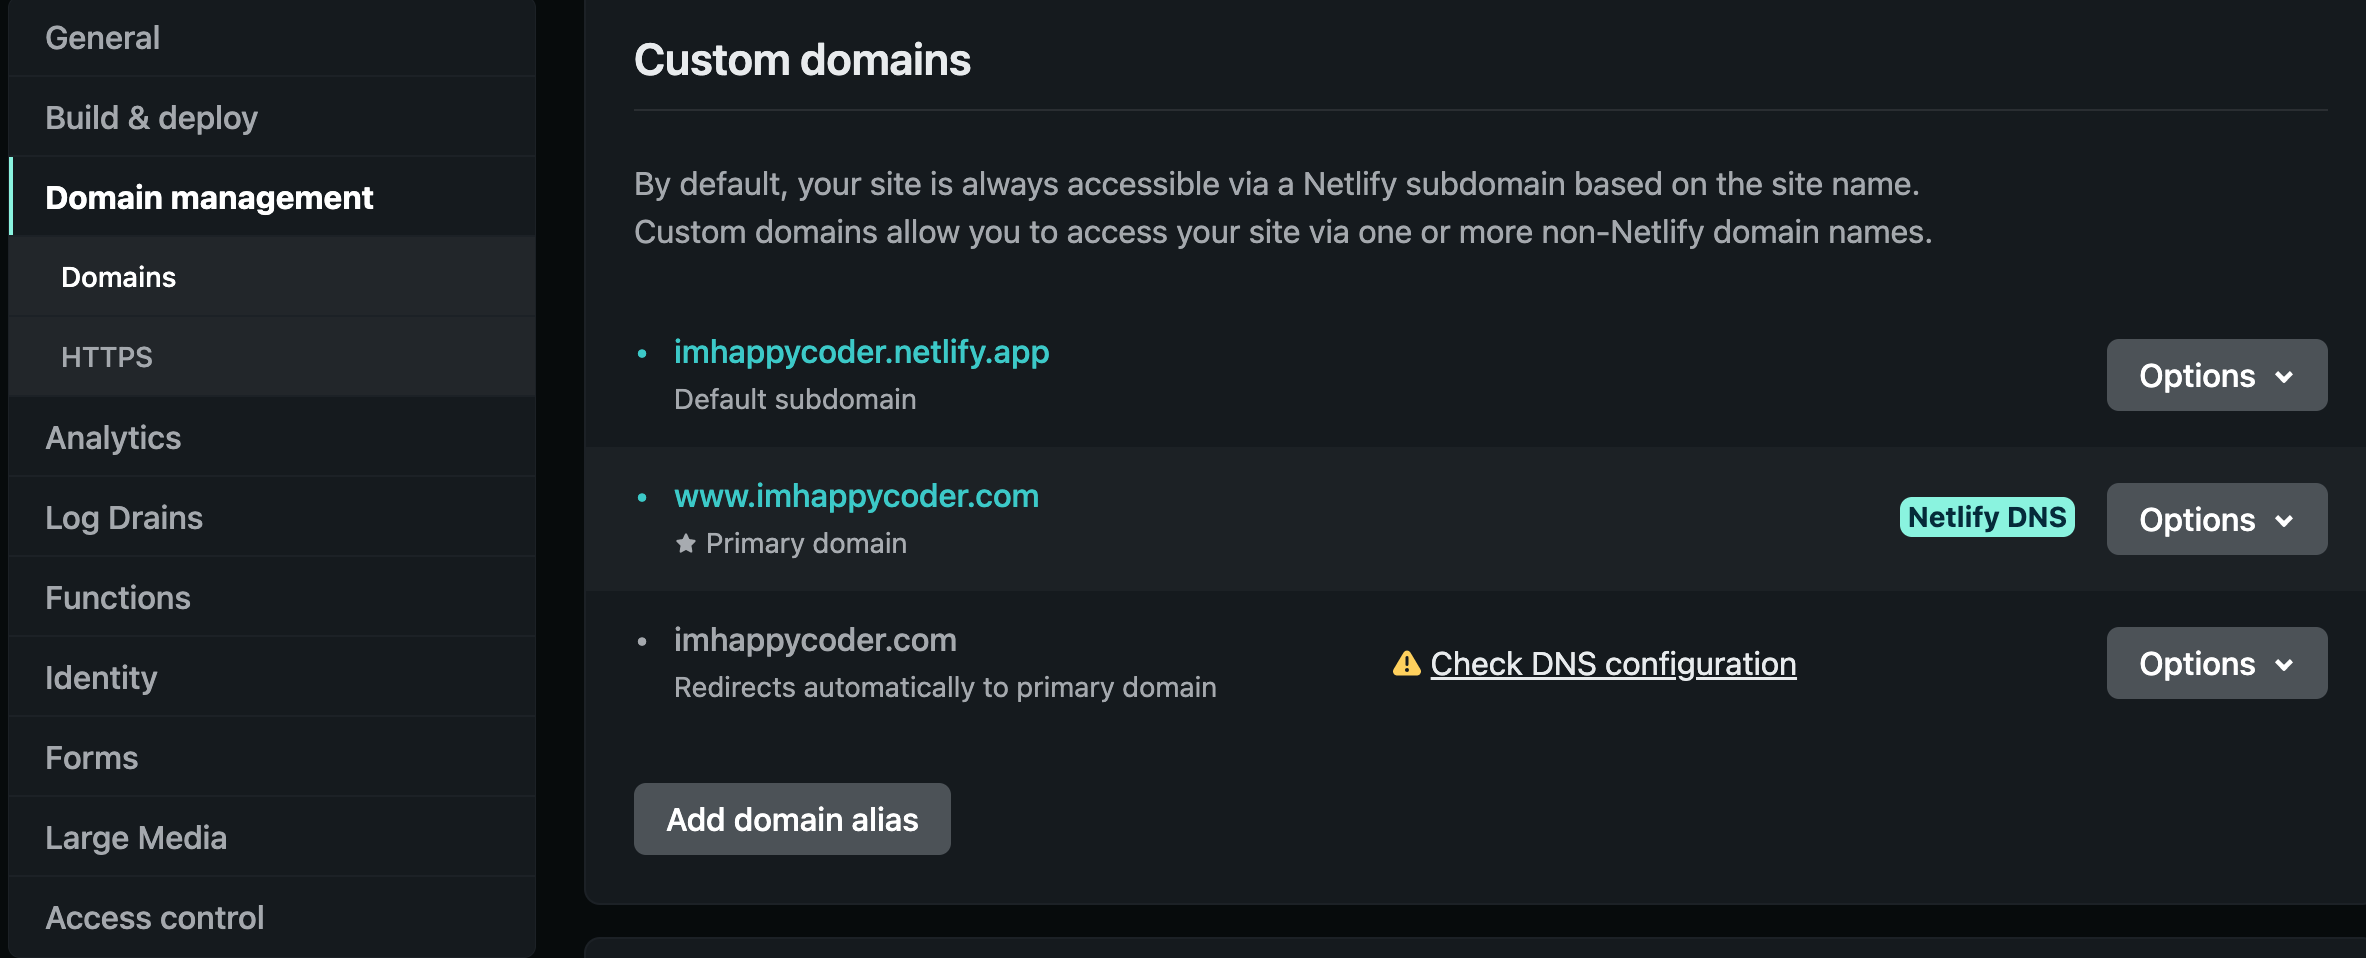 General
Build & deploy
Domain management
Domains
HTTPS
Analytics
Log Drains
Functions
Identity
Forms
Large Media
Access control
Custom domains
By default, your site is always accessible via a Netlify subdomain based on the site name.
Custom domains allow you to access your site via one or more non-Netlify domain names.
• imhappycoder.netlify.app
Default subdomain
Options
• www.imhappycoder.com
★ Primary domain
Netlify DNS
Options
• imhappycoder.com
Redirects automatically to primary domain
Check DNS configuration
Options
Add domain alias